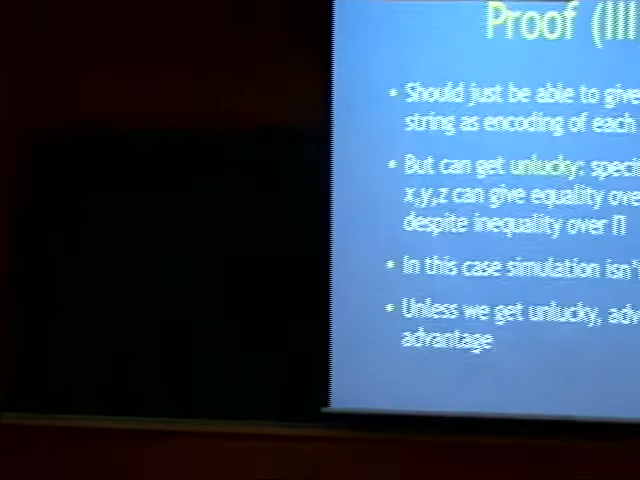 Proof (III
• Should just be able to give
string as encoding of each
• But can get unlucky: speci
x,y,z can give equality ove
despite inequality over Π
• In this case simulation isn't
• Unless we get unlucky, adv
advantage